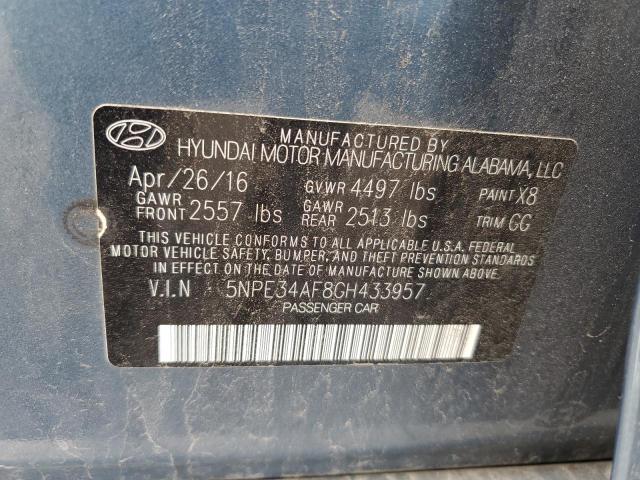 MANUFACTURED BY
HYUNDAI MOTOR MANUFACTURING ALABAMA, LLC
Apr/26/16 GVWR 4497 lbs PAINT X8
GAWR FRONT 2557 lbs GAWR REAR 2513 lbs TRIM GG
THIS VEHICLE CONFORMS TO ALL APPLICABLE U.S.A. FEDERAL
MOTOR VEHICLE SAFETY, BUMPER, AND THEFT PREVENTION
STANDARDS IN EFFECT ON THE DATE OF MANUFACTURE SHOWN ABOVE.
V.I.N 5NPE34AF8GH433957
PASSENGER CAR